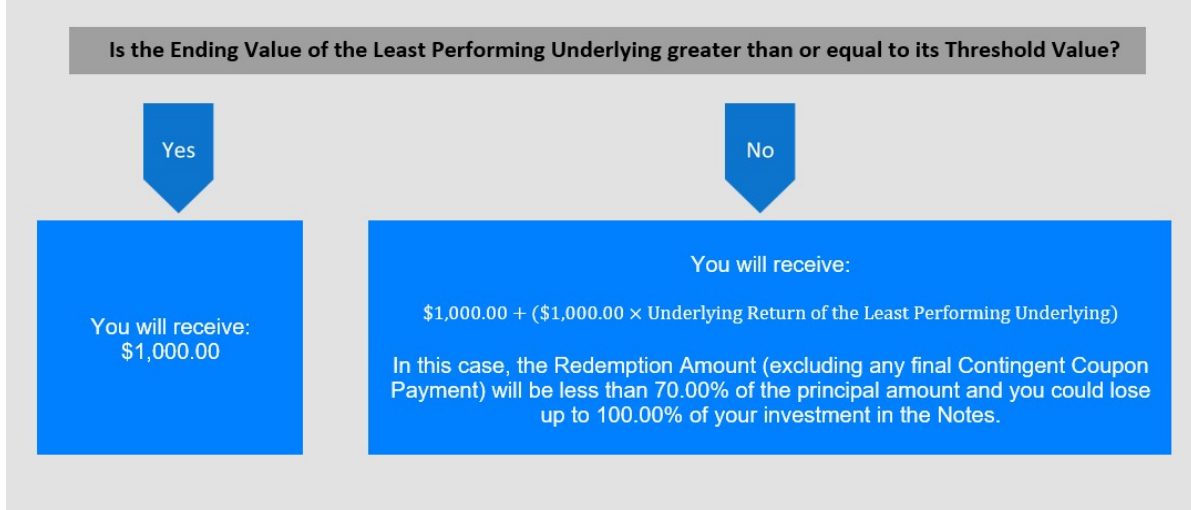 Is the Ending Value of the Least Performing Underlying greater than or equal to its Threshold Value?
Yes
No
You will receive:
$1,000.00
You will receive:
$1,000.00 + ($1,000.00 × Underlying Return of the Least Performing Underlying)
In this case, the Redemption Amount (excluding any final Contingent Coupon
Payment) will be less than 70.00% of the principal amount and you could lose
up to 100.00% of your investment in the Notes.